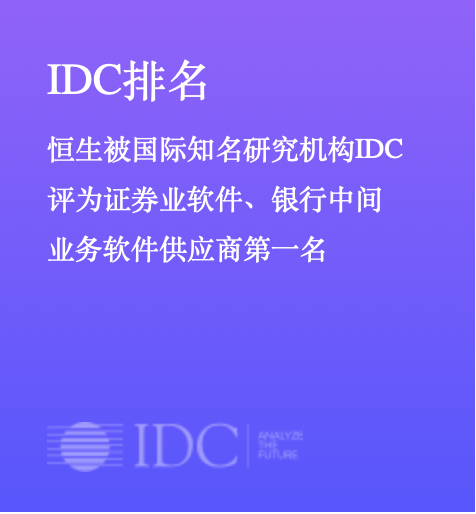 IDC排名
恒生被国际知名研究机构IDC
评为证券业软件、银行中间
业务软件供应商第一名
IDC
ANALYZE
THE
FUTURE